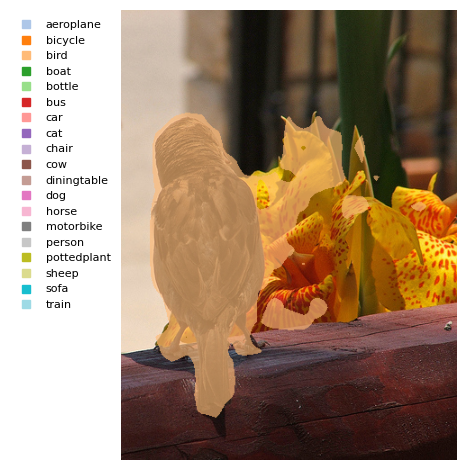 aeroplane
bicycle
bird
boat
bottle
bus
car
cat
chair
cow
diningtable
dog
horse
motorbike
person
pottedplant
sheep
sofa
train